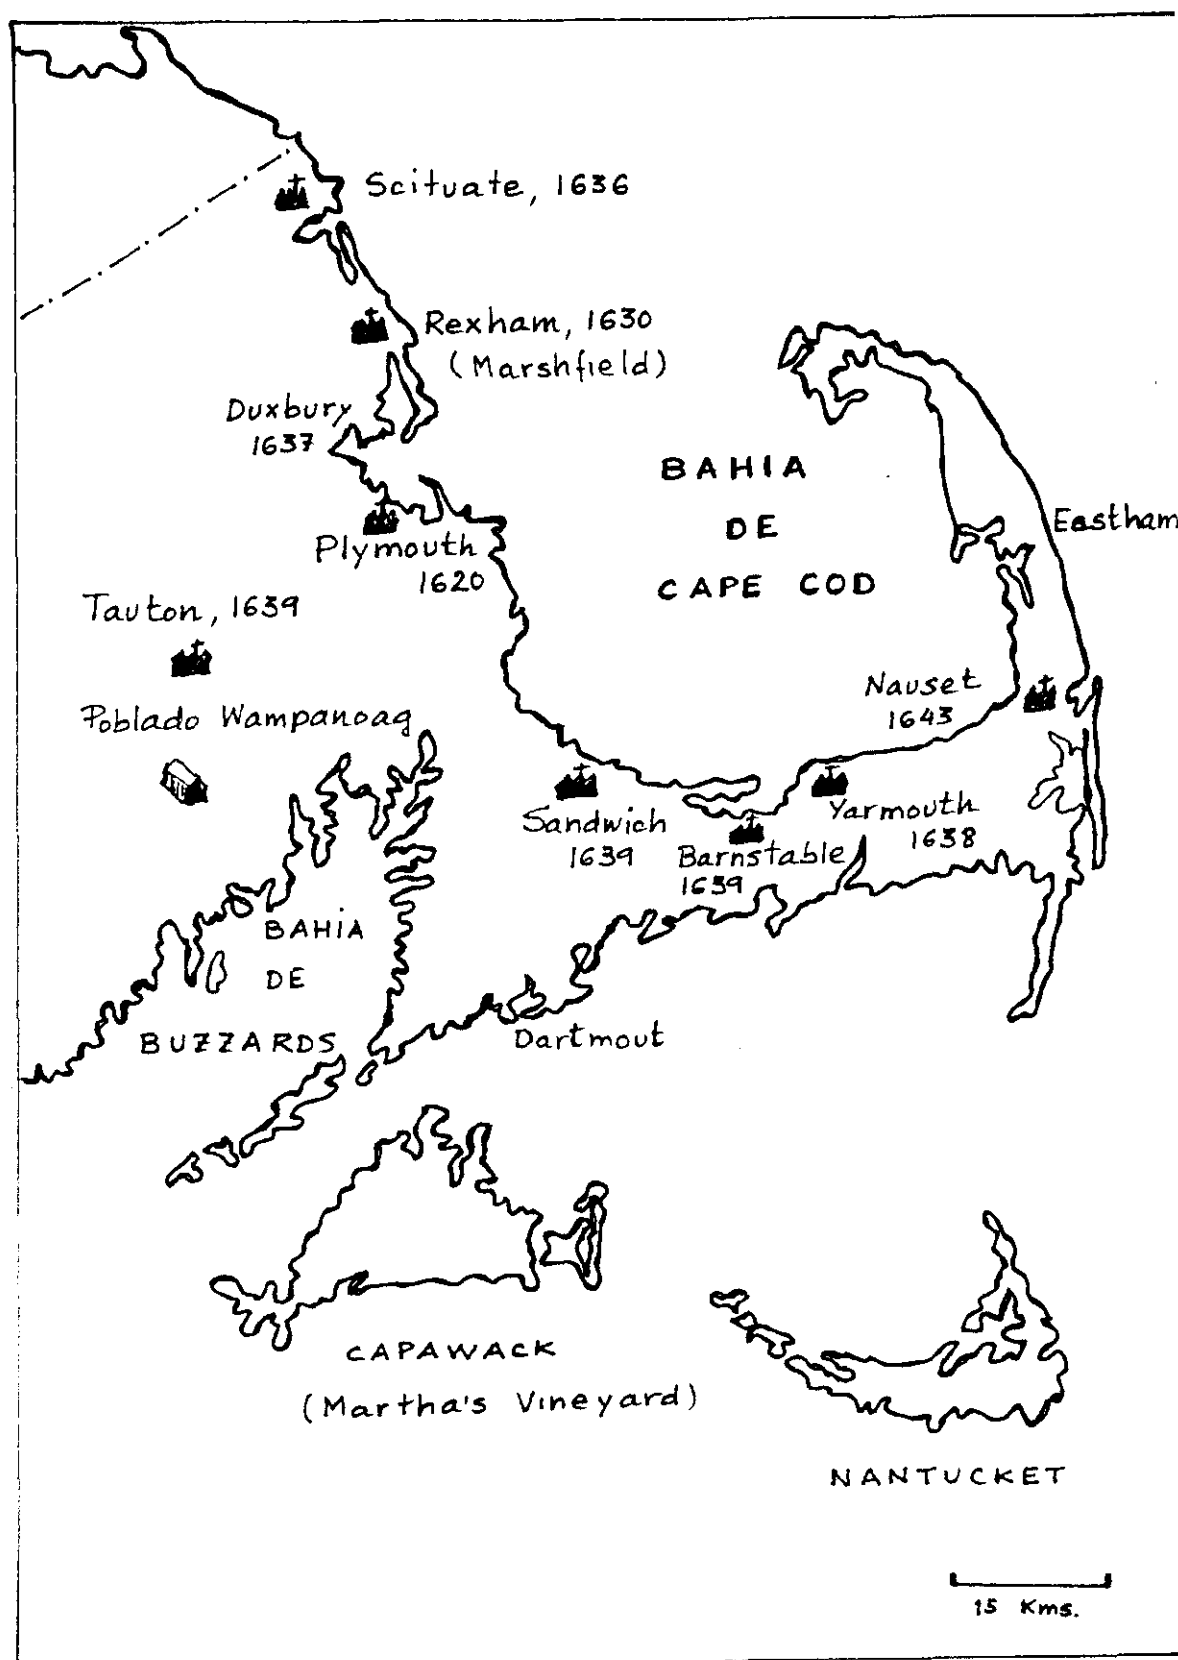 Scituate, 1636
Rexham, 1630
(Marshfield)
Duxbury
1637
BAHIA
DE
CAPE COD
Eastham
Plymouth
1620
Tauton, 1639
Poblado Wampanoag
Nauset
1643
Sandwich
1639
Barnstable
1639
Yarmouth
1638
BAHIA
DE
BUZZARDS
Dartmout
CAPAWACK
(Martha's Vineyard)
NANTUCKET
15 Kms.